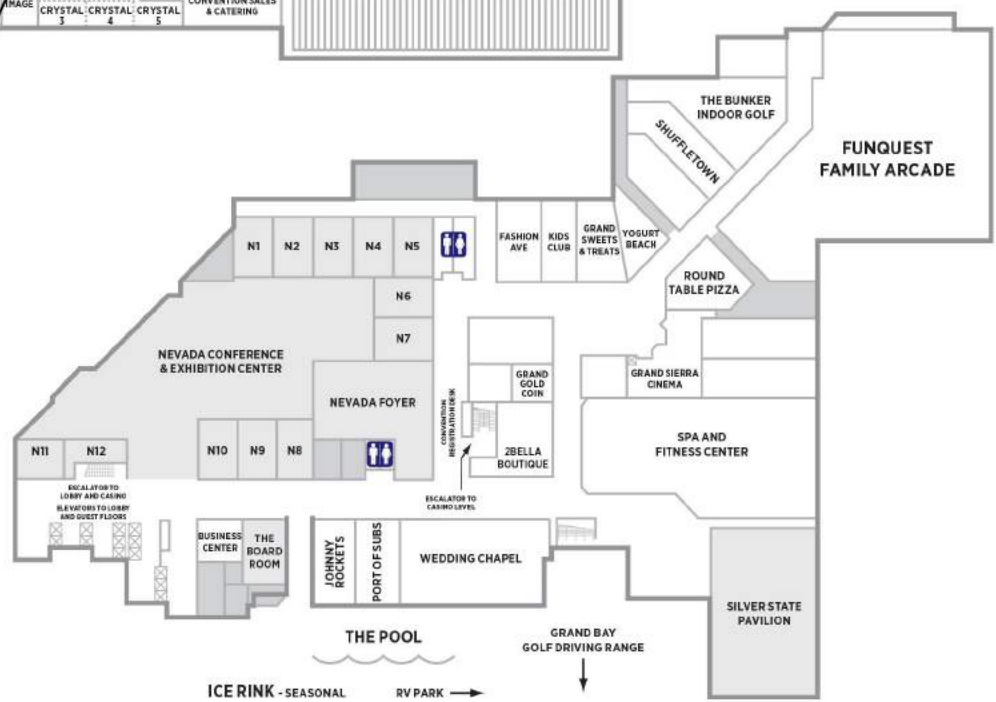 IMAGE
CRYSTAL
3
CRYSTAL
4
CRYSTAL
5
CONVENTION SALES
& CATERING
THE BUNKER
INDOOR GOLF
SHUFFLETOWN
FUNQUEST
FAMILY ARCADE
N1
N2
N3
N4
N5
FASHION
AVE
KIDS
CLUB
GRAND
SWEETS
& TREATS
YOGURT
BEACH
ROUND
TABLE PIZZA
N6
N7
NEVADA CONFERENCE
& EXHIBITION CENTER
NEVADA FOYER
CONVENTION
REGISTRATION DESK
GRAND
GOLD
COIN
GRAND SIERRA
CINEMA
N11
N12
N10
N9
N8
2BELLA
BOUTIQUE
SPA AND
FITNESS CENTER
ESCALATOR TO
LOBBY AND CASINO
ELEVATORS TO LOBBY
AND GUEST FLOORS
ESCALATOR TO
CASINO LEVEL
BUSINESS
CENTER
THE
BOARD
ROOM
JOHNNY
ROCKETS
PORT OF SUBS
WEDDING CHAPEL
SILVER STATE
PAVILION
THE POOL
GRAND BAY
GOLF DRIVING RANGE
ICE RINK - SEASONAL
RV PARK